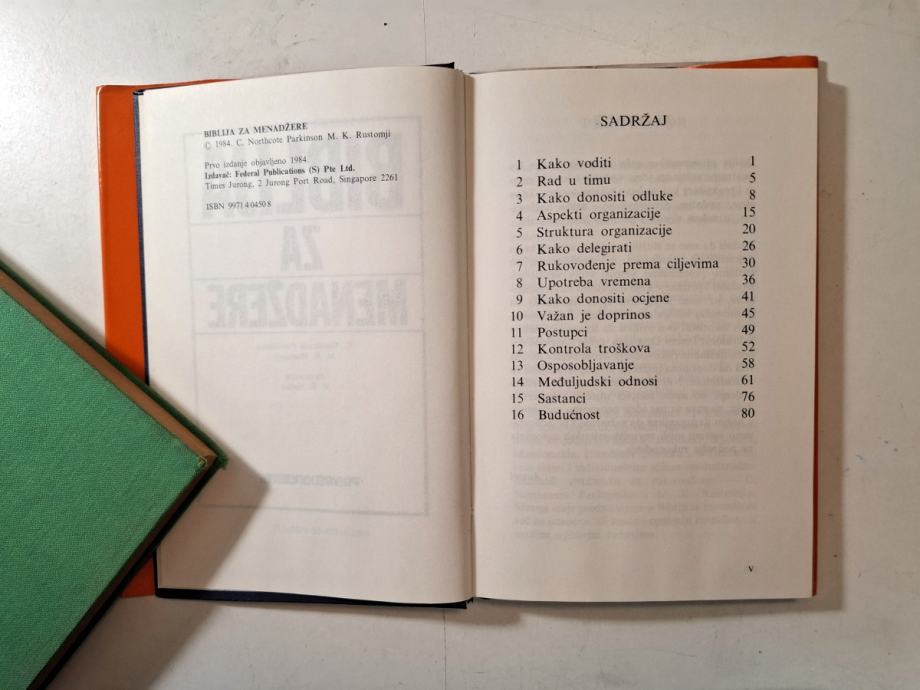 BIBLIJA ZA MENADŽERE
© 1984. C. Northcote Parkinson M. K. Rustomji
Prvo izdanje objavljeno 1984.
Izdavač: Federal Publications (S) Pte Ltd.
Times Jurong, 2 Jurong Port Road, Singapore 2261
ISBN 9971 4 0450 8
SADRŽAJ
1 Kako voditi 1
2 Rad u timu 5
3 Kako donositi odluke 8
4 Aspekti organizacije 15
5 Struktura organizacije 20
6 Kako delegirati 26
7 Rukovođenje prema ciljevima 30
8 Upotreba vremena 36
9 Kako donositi ocjene 41
10 Važan je doprinos 45
11 Postupci 49
12 Kontrola troškova 52
13 Osposobljavanje 58
14 Međuljudski odnosi 61
15 Sastanci 76
16 Budućnost 80
v